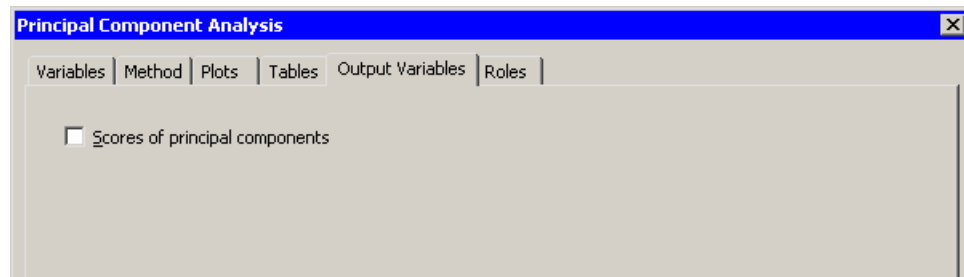 Principal Component Analysis
Variables Method Plots Tables Output Variables Roles
Scores of principal components